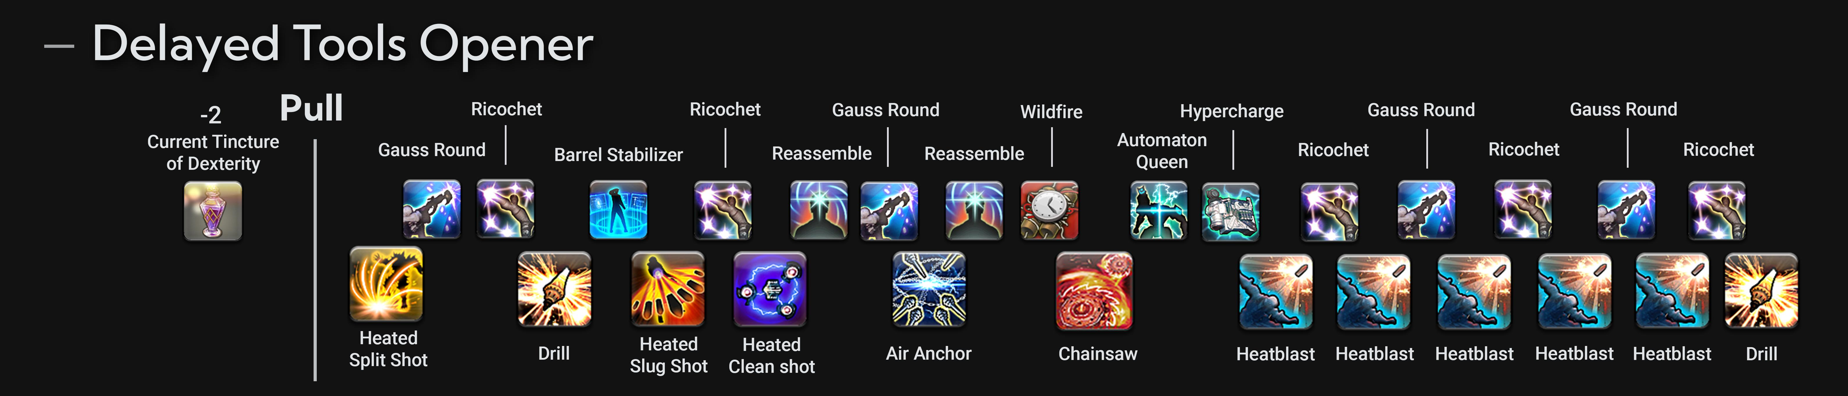 Delayed Tools Opener
-2
Pull
Current Tincture
of Dexterity
Gauss Round
Ricochet
Barrel Stabilizer
Ricochet
Reassemble
Gauss Round
Reassemble
Wildfire
Automaton
Queen
Hypercharge
Ricochet
Gauss Round
Ricochet
Gauss Round
Ricochet
Heated
Split Shot
Drill
Heated
Slug Shot
Heated
Clean shot
Air Anchor
Chainsaw
Heatblast
Heatblast
Heatblast
Heatblast
Heatblast
Drill